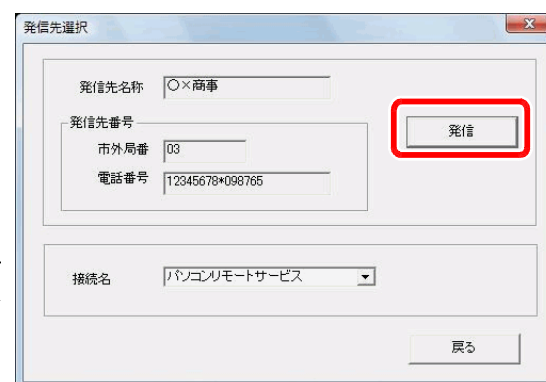 発信先選択
発信先名称 ○×商事
発信先番号
市外局番 03
電話番号 12345678*098765
発信
接続名 パソコンリモートサービス
戻る